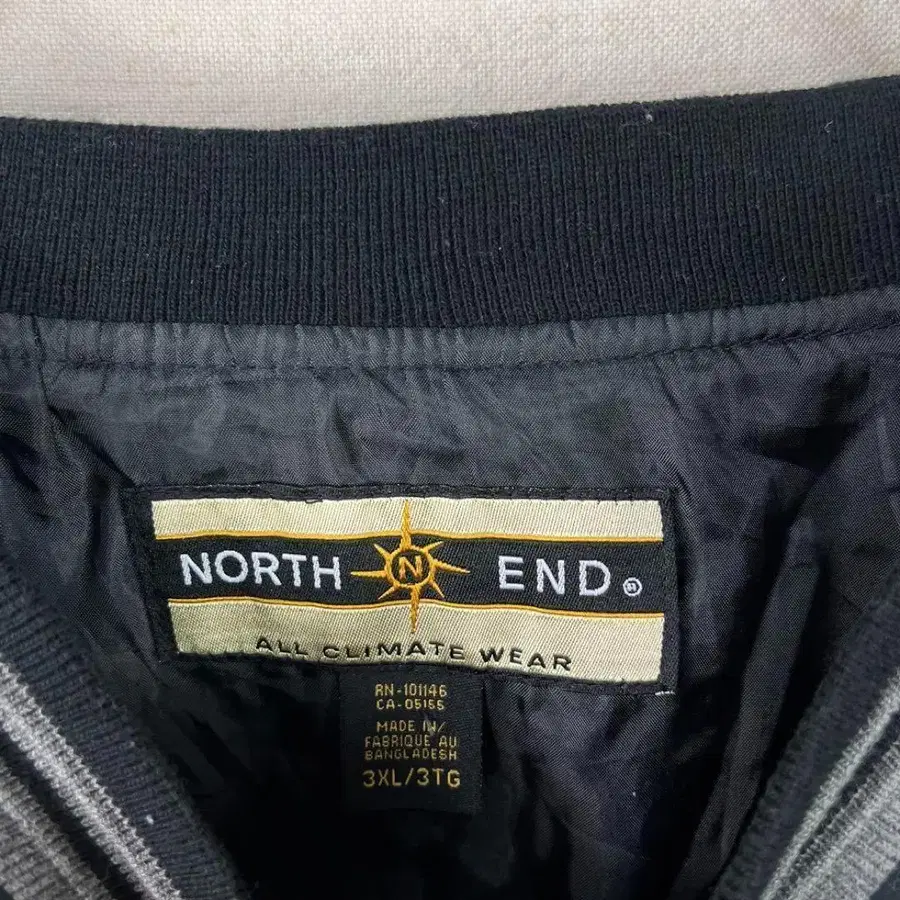 NORTH N END ®
ALL CLIMATE WEAR
RN-101146
CA-05155
MADE IN/
FABRIQUE AU
BANGLADESH
3XL/3TG